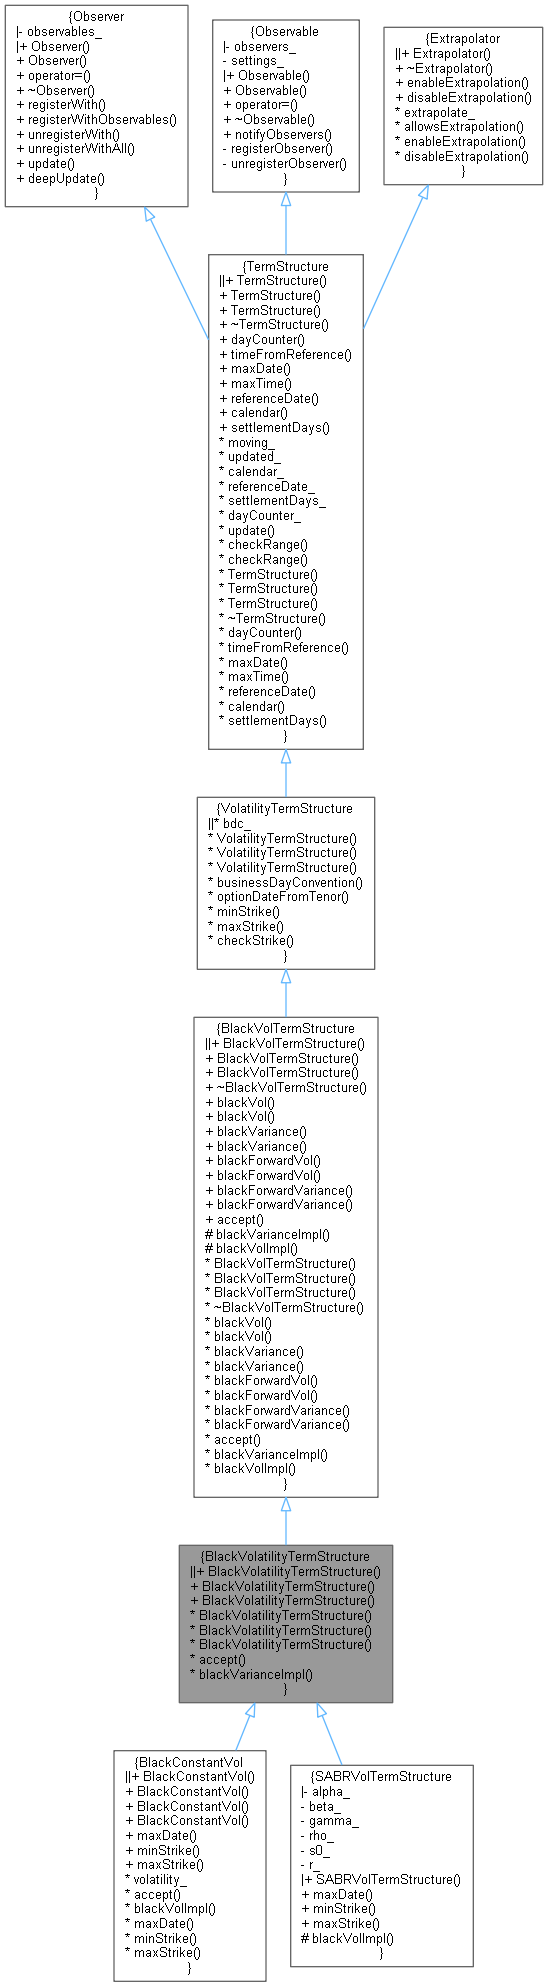 {Observer
|- observables_
|+ Observer()
+ Observer()
+ operator=()
+ ~Observer()
+ registerWith()
+ registerWithObservables()
+ unregisterWith()
+ unregisterWithAll()
+ update()
+ deepUpdate()
}
{Observable
|- observers_
- settings_
|+ Observable()
+ Observable()
+ operator=()
+ ~Observable()
+ notifyObservers()
- registerObserver()
- unregisterObserver()
}
{Extrapolator
||+ Extrapolator()
+ ~Extrapolator()
+ enableExtrapolation()
+ disableExtrapolation()
* extrapolate_
* allowsExtrapolation()
* enableExtrapolation()
* disableExtrapolation()
}
{TermStructure
||+ TermStructure()
+ TermStructure()
+ TermStructure()
+ ~TermStructure()
+ dayCounter()
+ timeFromReference()
+ maxDate()
+ maxTime()
+ referenceDate()
+ calendar()
+ settlementDays()
* moving_
* updated_
* calendar_
* referenceDate_
* settlementDays_
* dayCounter_
* update()
* checkRange()
* checkRange()
* TermStructure()
* TermStructure()
* TermStructure()
* ~TermStructure()
* dayCounter()
* timeFromReference()
* maxDate()
* maxTime()
* referenceDate()
* calendar()
* settlementDays()
}
{VolatilityTermStructure
||* bdc_
* VolatilityTermStructure()
* VolatilityTermStructure()
* VolatilityTermStructure()
* businessDayConvention()
* optionDateFromTenor()
* minStrike()
* maxStrike()
* checkStrike()
}
{BlackVolTermStructure
||+ BlackVolTermStructure()
+ BlackVolTermStructure()
+ BlackVolTermStructure()
+ ~BlackVolTermStructure()
+ blackVol()
+ blackVol()
+ blackVariance()
+ blackVariance()
+ blackForwardVol()
+ blackForwardVol()
+ blackForwardVariance()
+ blackForwardVariance()
+ accept()
# blackVarianceImpl()
# blackVolImpl()
* BlackVolTermStructure()
* BlackVolTermStructure()
* BlackVolTermStructure()
* ~BlackVolTermStructure()
* blackVol()
* blackVol()
* blackVariance()
* blackVariance()
* blackForwardVol()
* blackForwardVol()
* blackForwardVariance()
* blackForwardVariance()
* accept()
* blackVarianceImpl()
* blackVolImpl()
}
{BlackVolatilityTermStructure
||+ BlackVolatilityTermStructure()
+ BlackVolatilityTermStructure()
+ BlackVolatilityTermStructure()
* BlackVolatilityTermStructure()
* BlackVolatilityTermStructure()
* BlackVolatilityTermStructure()
* accept()
* blackVarianceImpl()
}
{BlackConstantVol
||+ BlackConstantVol()
+ BlackConstantVol()
+ BlackConstantVol()
+ BlackConstantVol()
+ maxDate()
+ minStrike()
+ maxStrike()
* volatility_
* accept()
* blackVolImpl()
* maxDate()
* minStrike()
* maxStrike()
}
{SABRVolTermStructure
|- alpha_
- beta_
- gamma_
- rho_
- s0_
- r_
|+ SABRVolTermStructure()
+ maxDate()
+ minStrike()
+ maxStrike()
# blackVolImpl()
}